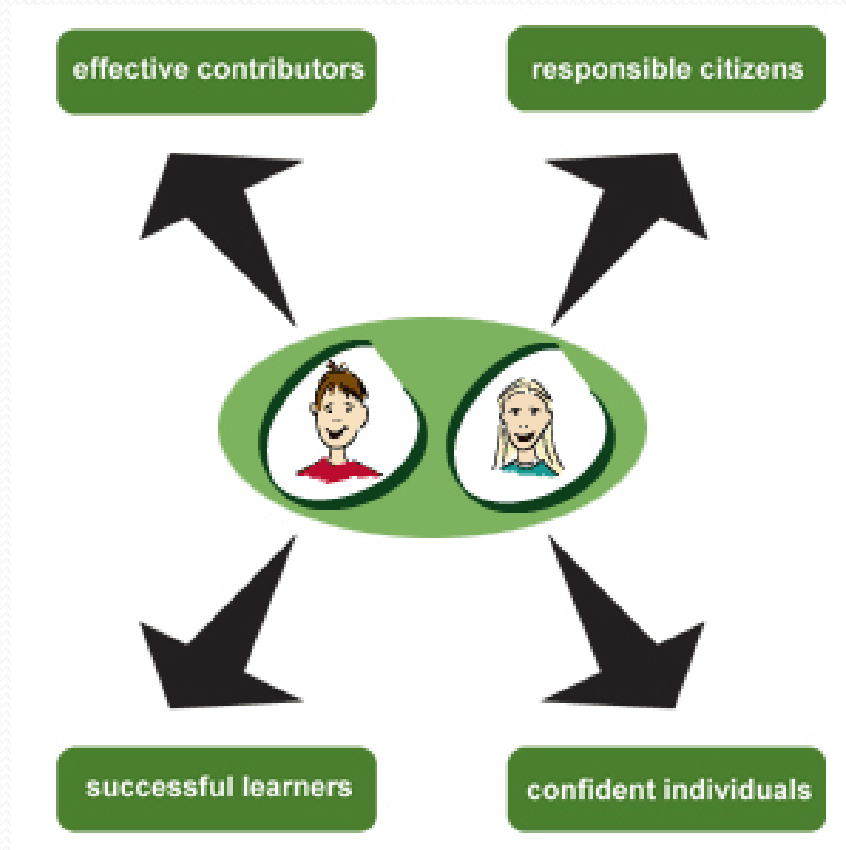 effective contributors
responsible citizens
successful learners
confident individuals